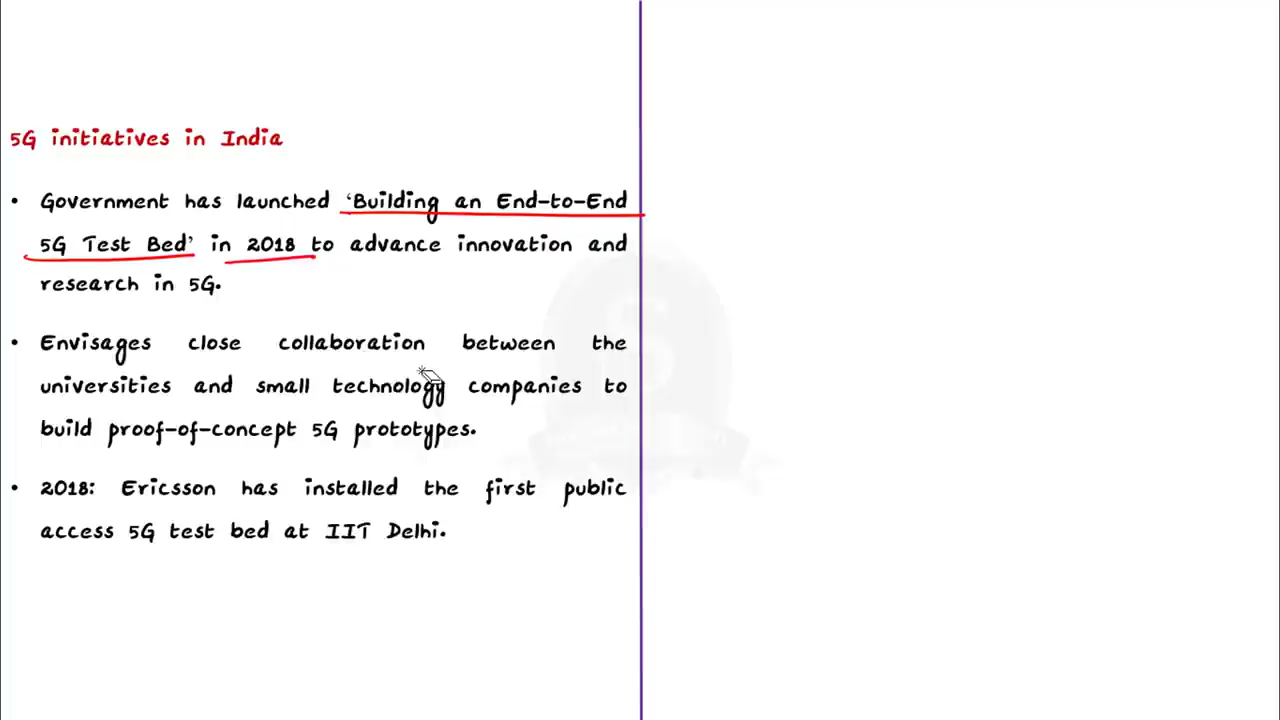 5G initiatives in India
• Government has launched ‘Building an End-to-End
5G Test Bed’ in 2018 to advance innovation and
research in 5G.
• Envisages close collaboration between the
universities and small technology companies to
build proof-of-concept 5G prototypes.
• 2018: Ericsson has installed the first public
access 5G test bed at IIT Delhi.